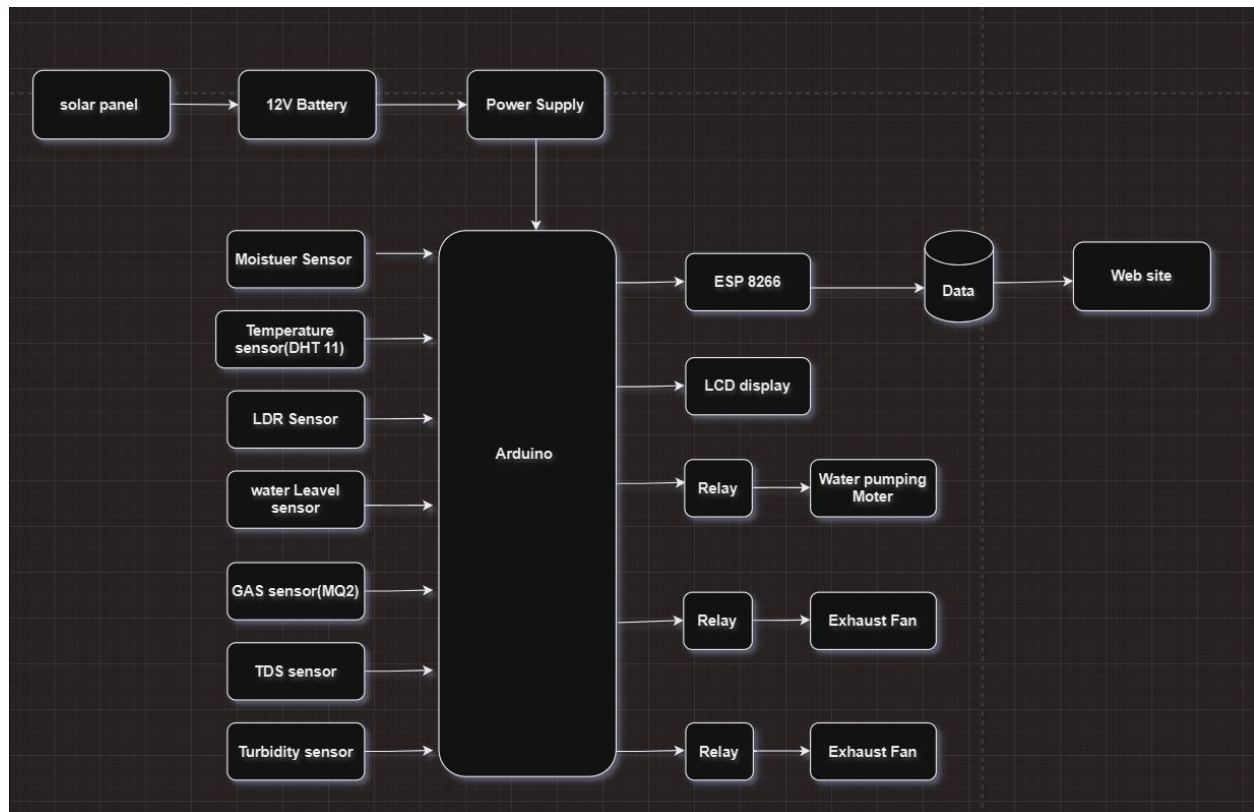 solar panel
12V Battery
Power Supply
Moistuer Sensor
Temperature
sensor(DHT 11)
LDR Sensor
water Leavel
sensor
GAS sensor(MQ2)
TDS sensor
Turbidity sensor
Arduino
ESP 8266
Data
Web site
LCD display
Relay
Water pumping
Moter
Relay
Exhaust Fan
Relay
Exhaust Fan